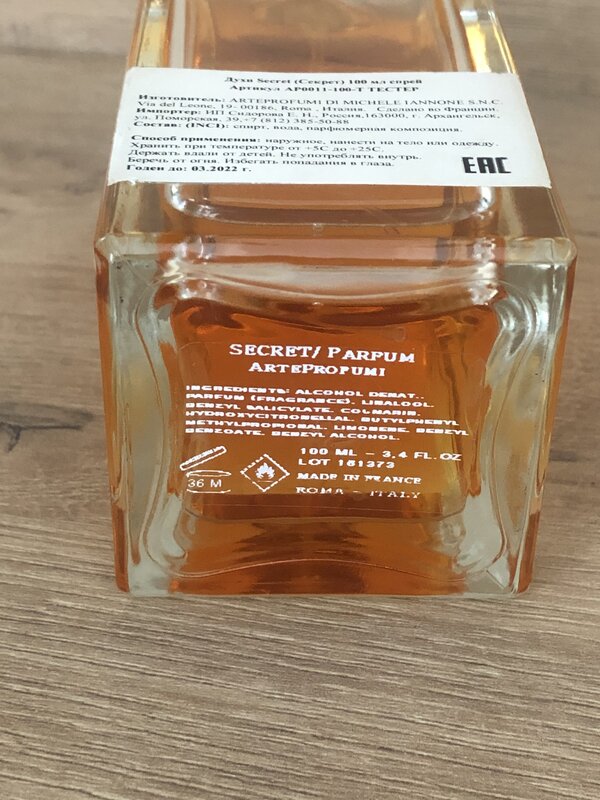 Духи Secret (Секрет) 100 мл спрей
Артикул AP0011-100-T ТЕСТЕР
Изготовитель: ARTEPROFUMI DI MICHELE IANNONE S.N.C.
Via del Leone, 19- 00186, Roma , Италия. Сделано во Франции.
Импортер: ИП Сидорова Е. Н., Россия,163000, г. Архангельск,
ул. Поморская, 39,+7 (812) 385-50-88
Состав: (INCI): спирт, вода, парфюмерная композиция.
Способ применения: наружное, нанести на тело или одежду.
Хранить при температуре от +5C до +25C.
Держать вдали от детей. Не употреблять внутрь.
Беречь от огня. Избегать попадания в глаза.
Годен до: 03.2022 г.
EAC
SECRET/ PARFUM
ARTEPROFUMI
INGREDIENTS: ALCOHOL DENAT.,
PARFUM (FRAGRANCE), LINALOOL,
BENZYL SALICYLATE, COUMARIN,
HYDROXYCITRONELLAL, BUTYLPHENYL
METHYLPROPIONAL, LIMONENE, BENZYL
BENZOATE, BENZYL ALCOHOL.
100 ML - 3,4 FL. OZ
LOT 161373
MADE IN FRANCE
ROMA - ITALY
36 M